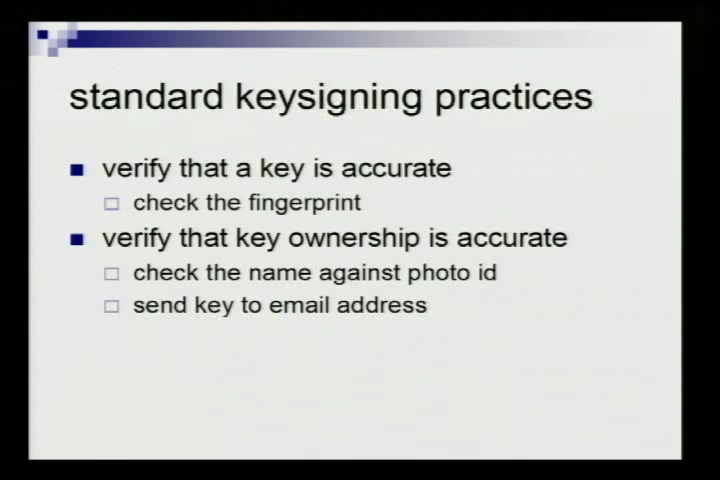 standard keysigning practices
verify that a key is accurate
check the fingerprint
verify that key ownership is accurate
check the name against photo id
send key to email address